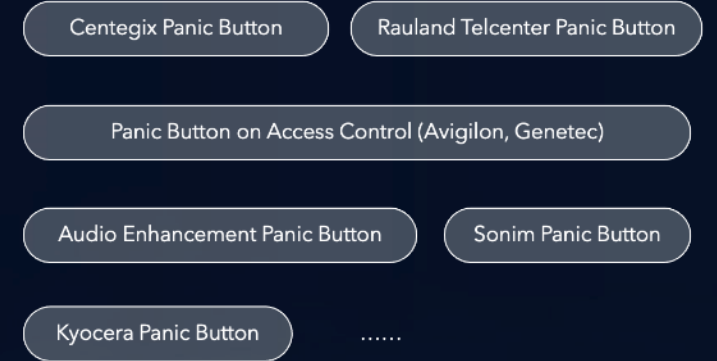 Centegix Panic Button
Rauland Telcenter Panic Button
Panic Button on Access Control (Avigilon, Genetec)
Audio Enhancement Panic Button
Sonim Panic Button
Kyocera Panic Button
......